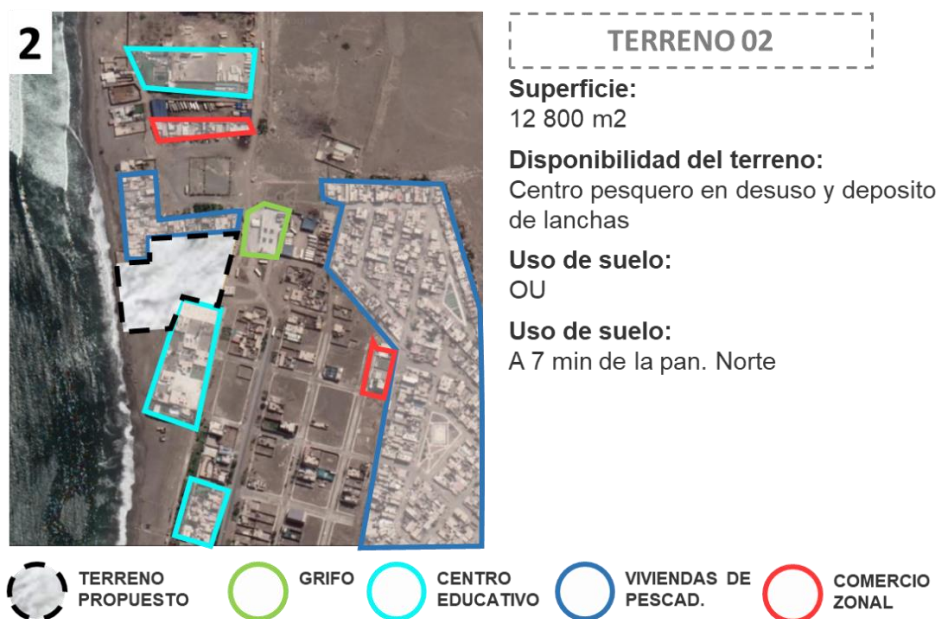 2
TERRENO 02
Superficie:
12 800 m2
Disponibilidad del terreno:
Centro pesquero en desuso y deposito
de lanchas
Uso de suelo:
OU
Uso de suelo:
A 7 min de la pan. Norte
TERRENO
PROPUESTO
GRIFO
CENTRO
EDUCATIVO
VIVIENDAS DE
PESCAD.
COMERCIO
ZONAL